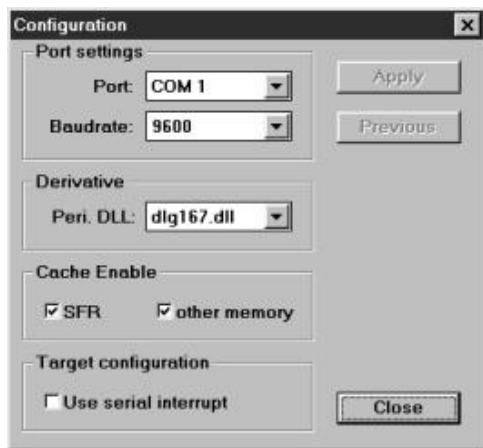 Configuration
Port settings
Port: COM 1
Apply
Baudrate: 9600
Previous
Derivative
Peri. DLL: dlg167.dll
Cache Enable
SFR other memory
Target configuration
Use serial interrupt
Close